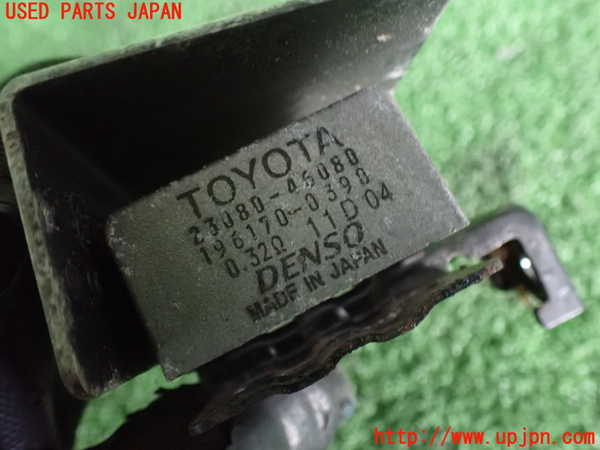 USED PARTS JAPAN
TOYOTA
23080-46080
196170-0390
0.32Ω 11D04
DENSO
MADE IN JAPAN
http://www.upjpn.com